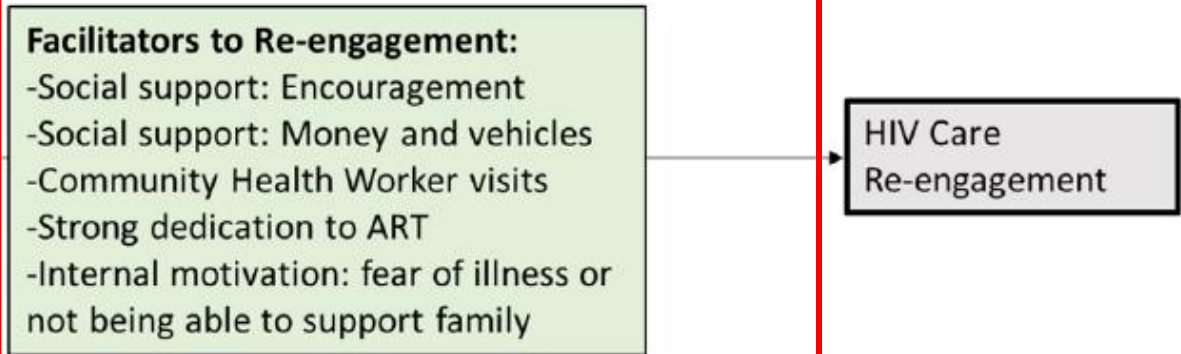 Facilitators to Re-engagement:
-Social support: Encouragement
-Social support: Money and vehicles
-Community Health Worker visits
-Strong dedication to ART
-Internal motivation: fear of illness or
not being able to support family
HIV Care
Re-engagement